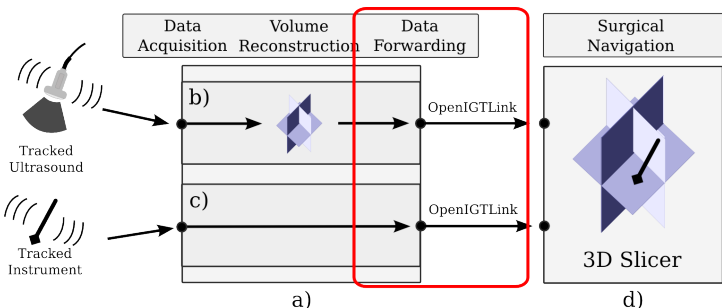 Data
Acquisition
Volume
Reconstruction
Data
Forwarding
Surgical
Navigation
b)
OpenIGTLink
Tracked
Ultrasound
c)
OpenIGTLink
Tracked
Instrument
3D Slicer
a)
d)